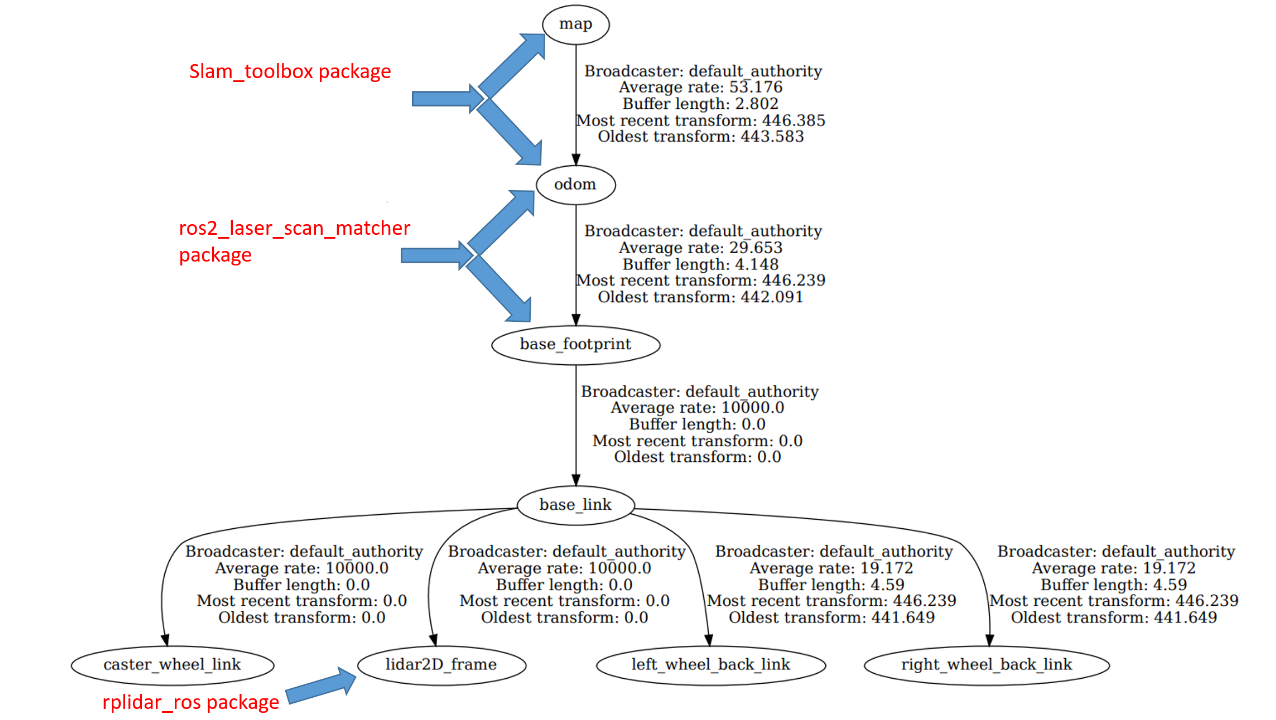 map
Slam_toolbox package
Broadcaster: default_authority
Average rate: 53.176
Buffer length: 2.802
Most recent transform: 446.385
Oldest transform: 443.583
odom
ros2_laser_scan_matcher
package
Broadcaster: default_authority
Average rate: 29.653
Buffer length: 4.148
Most recent transform: 446.239
Oldest transform: 442.091
base_footprint
Broadcaster: default_authority
Average rate: 10000.0
Buffer length: 0.0
Most recent transform: 0.0
Oldest transform: 0.0
base_link
Broadcaster: default_authority
Average rate: 10000.0
Buffer length: 0.0
Most recent transform: 0.0
Oldest transform: 0.0
Broadcaster: default_authority
Average rate: 10000.0
Buffer length: 0.0
Most recent transform: 0.0
Oldest transform: 0.0
Broadcaster: default_authority
Average rate: 19.172
Buffer length: 4.59
Most recent transform: 446.239
Oldest transform: 441.649
Broadcaster: default_authority
Average rate: 19.172
Buffer length: 4.59
Most recent transform: 446.239
Oldest transform: 441.649
caster_wheel_link
lidar2D_frame
left_wheel_back_link
right_wheel_back_link
rplidar_ros package